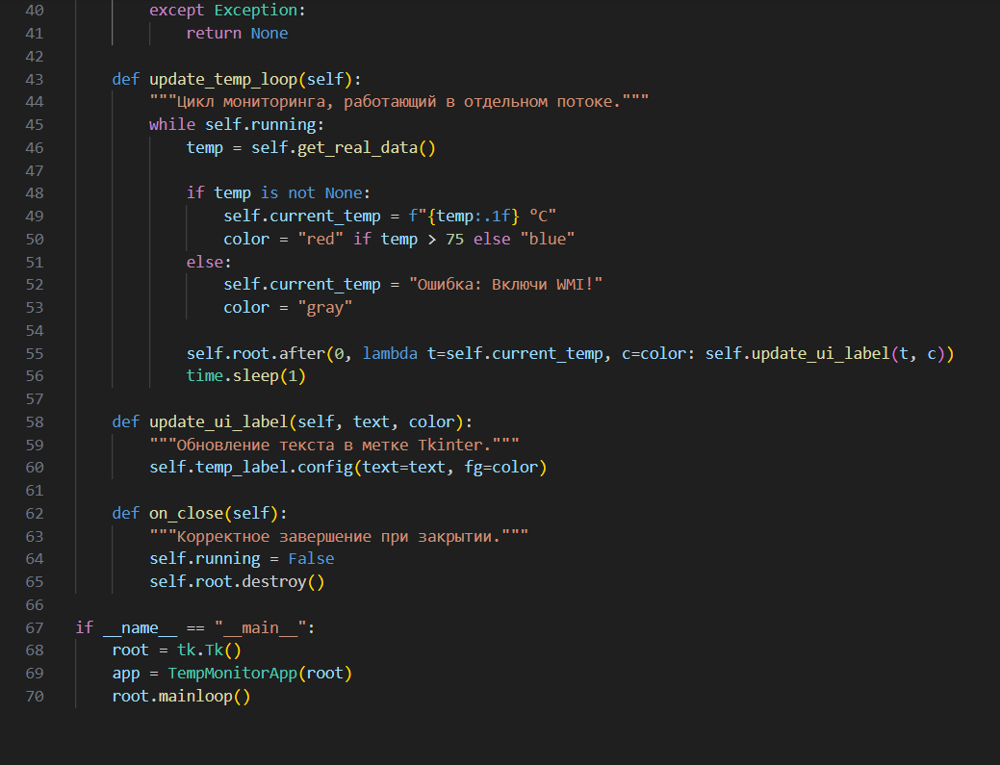 40 except Exception:
41 return None
42
43 def update_temp_loop(self):
44 """Цикл мониторинга, работающий в отдельном потоке."""
45 while self.running:
46 temp = self.get_real_data()
47
48 if temp is not None:
49 self.current_temp = f"{temp:.1f} °C"
50 color = "red" if temp > 75 else "blue"
51 else:
52 self.current_temp = "Ошибка: Включи WMI!"
53 color = "gray"
54
55 self.root.after(0, lambda t=self.current_temp, c=color: self.update_ui_label(t, c))
56 time.sleep(1)
57
58 def update_ui_label(self, text, color):
59 """Обновление текста в метке Tkinter."""
60 self.temp_label.config(text=text, fg=color)
61
62 def on_close(self):
63 """Корректное завершение при закрытии."""
64 self.running = False
65 self.root.destroy()
66
67 if __name__ == "__main__":
68 root = tk.Tk()
69 app = TempMonitorApp(root)
70 root.mainloop()